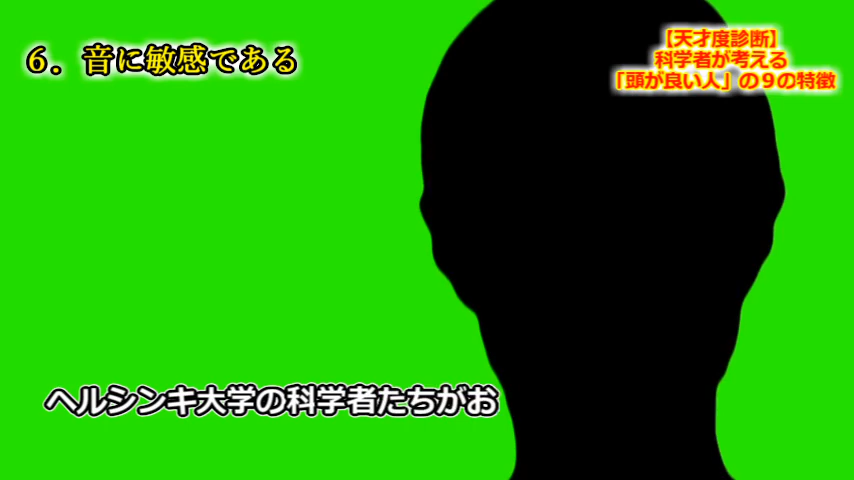 6．音に敏感である
【天才度診断】
科学者が考える
「頭が良い人」の９の特徴
ヘルシンキ大学の科学者たちがお